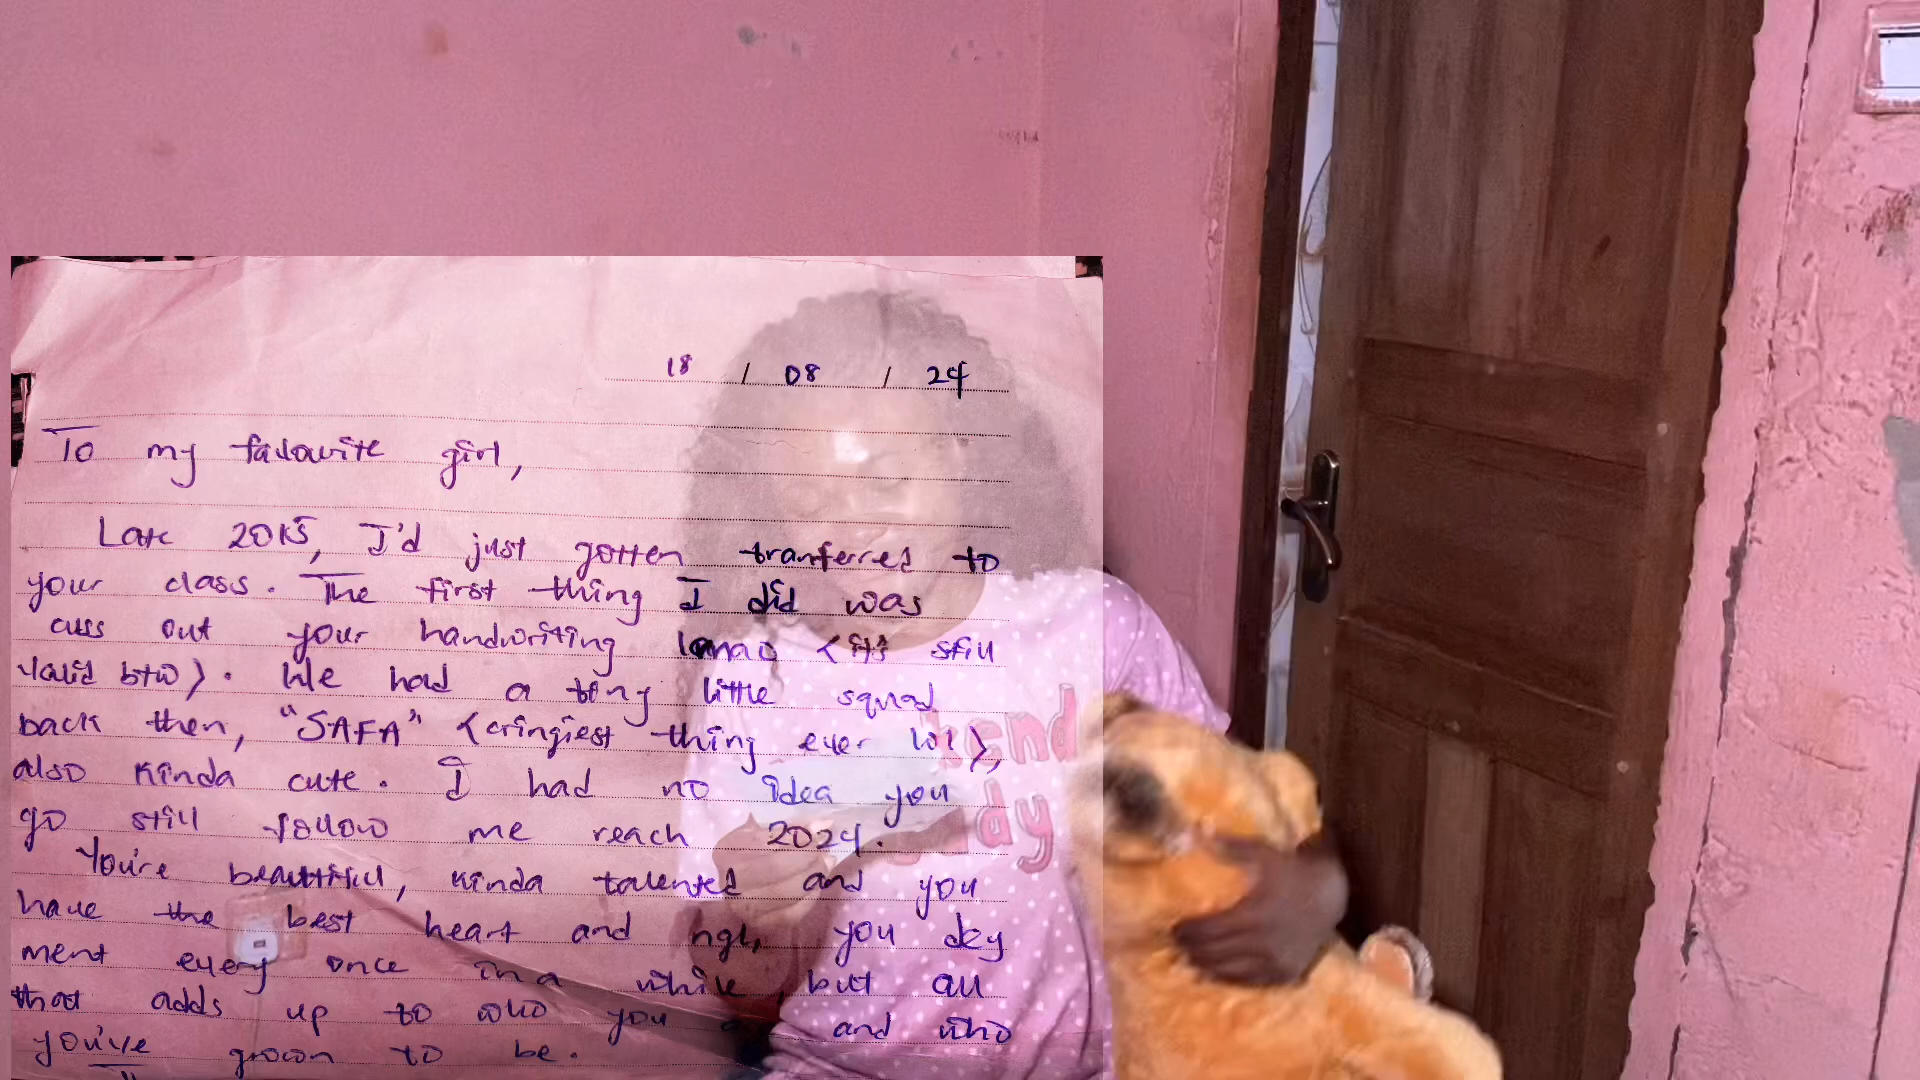 18 / 08 / 24
To my favourite girl,
Late 2015, I'd just gotten tranferred to
your class. The first thing I did was
cuss out your handwriting lmao <it's still
valid btw>. We had a tiny little squad
back then, "SAFA" <cringiest thing ever lol>,
also kinda cute. I had no idea you
go still follow me reach 2024.
You're beautiful, kinda talented and you
have the best heart and ngl, you dey
ment every once in a while, but all
that adds up to who you and who
you've grown to be.